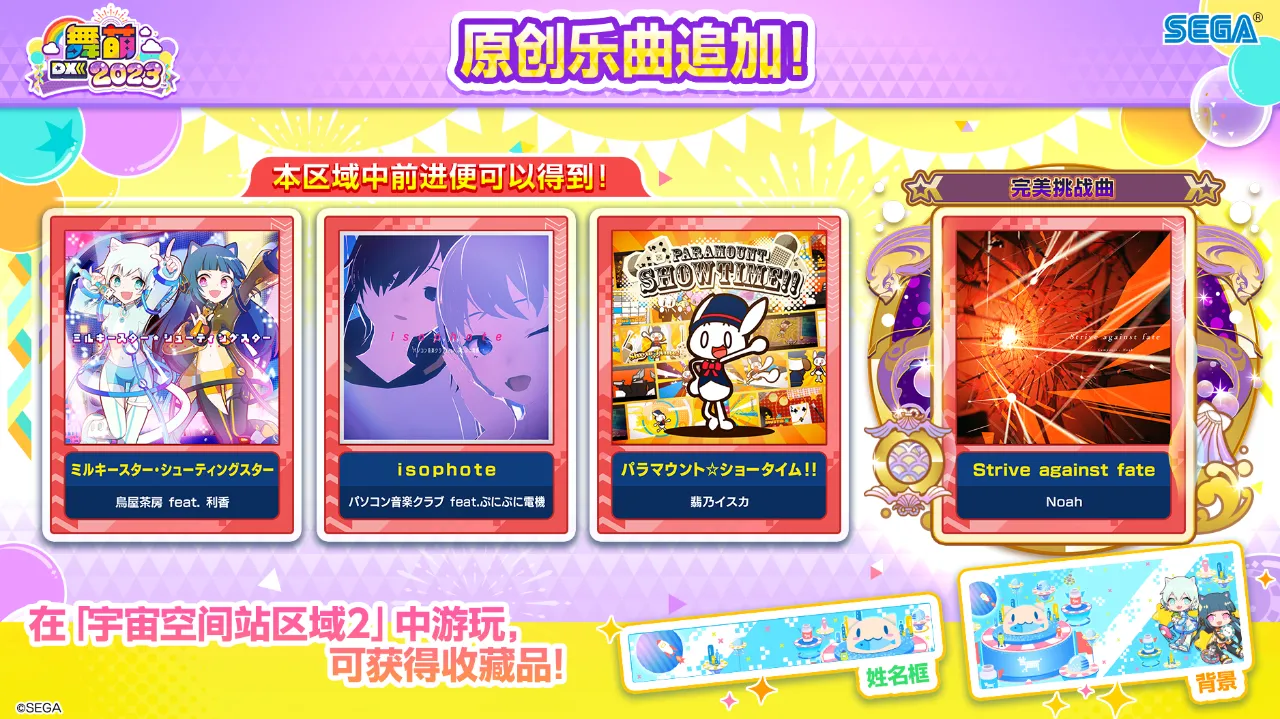 舞萌
DX 2023
原创乐曲追加!
SEGA®
本区域中前进便可以得到!
完美挑战曲
ミルキースター・シューティングスター
isophote
PARAMOUNT
SHOWTIME!!
Strive against fate
ミルキースター・シューティングスター
烏屋茶房 feat. 利香
isophote
パソコン音楽クラブ feat.ぷにぷに電機
パラマウント☆ショータイム!!
翡乃イスカ
Strive against fate
Noah
在「宇宙空间站区域2」中游玩,
可获得收藏品!
姓名框
背景
©SEGA